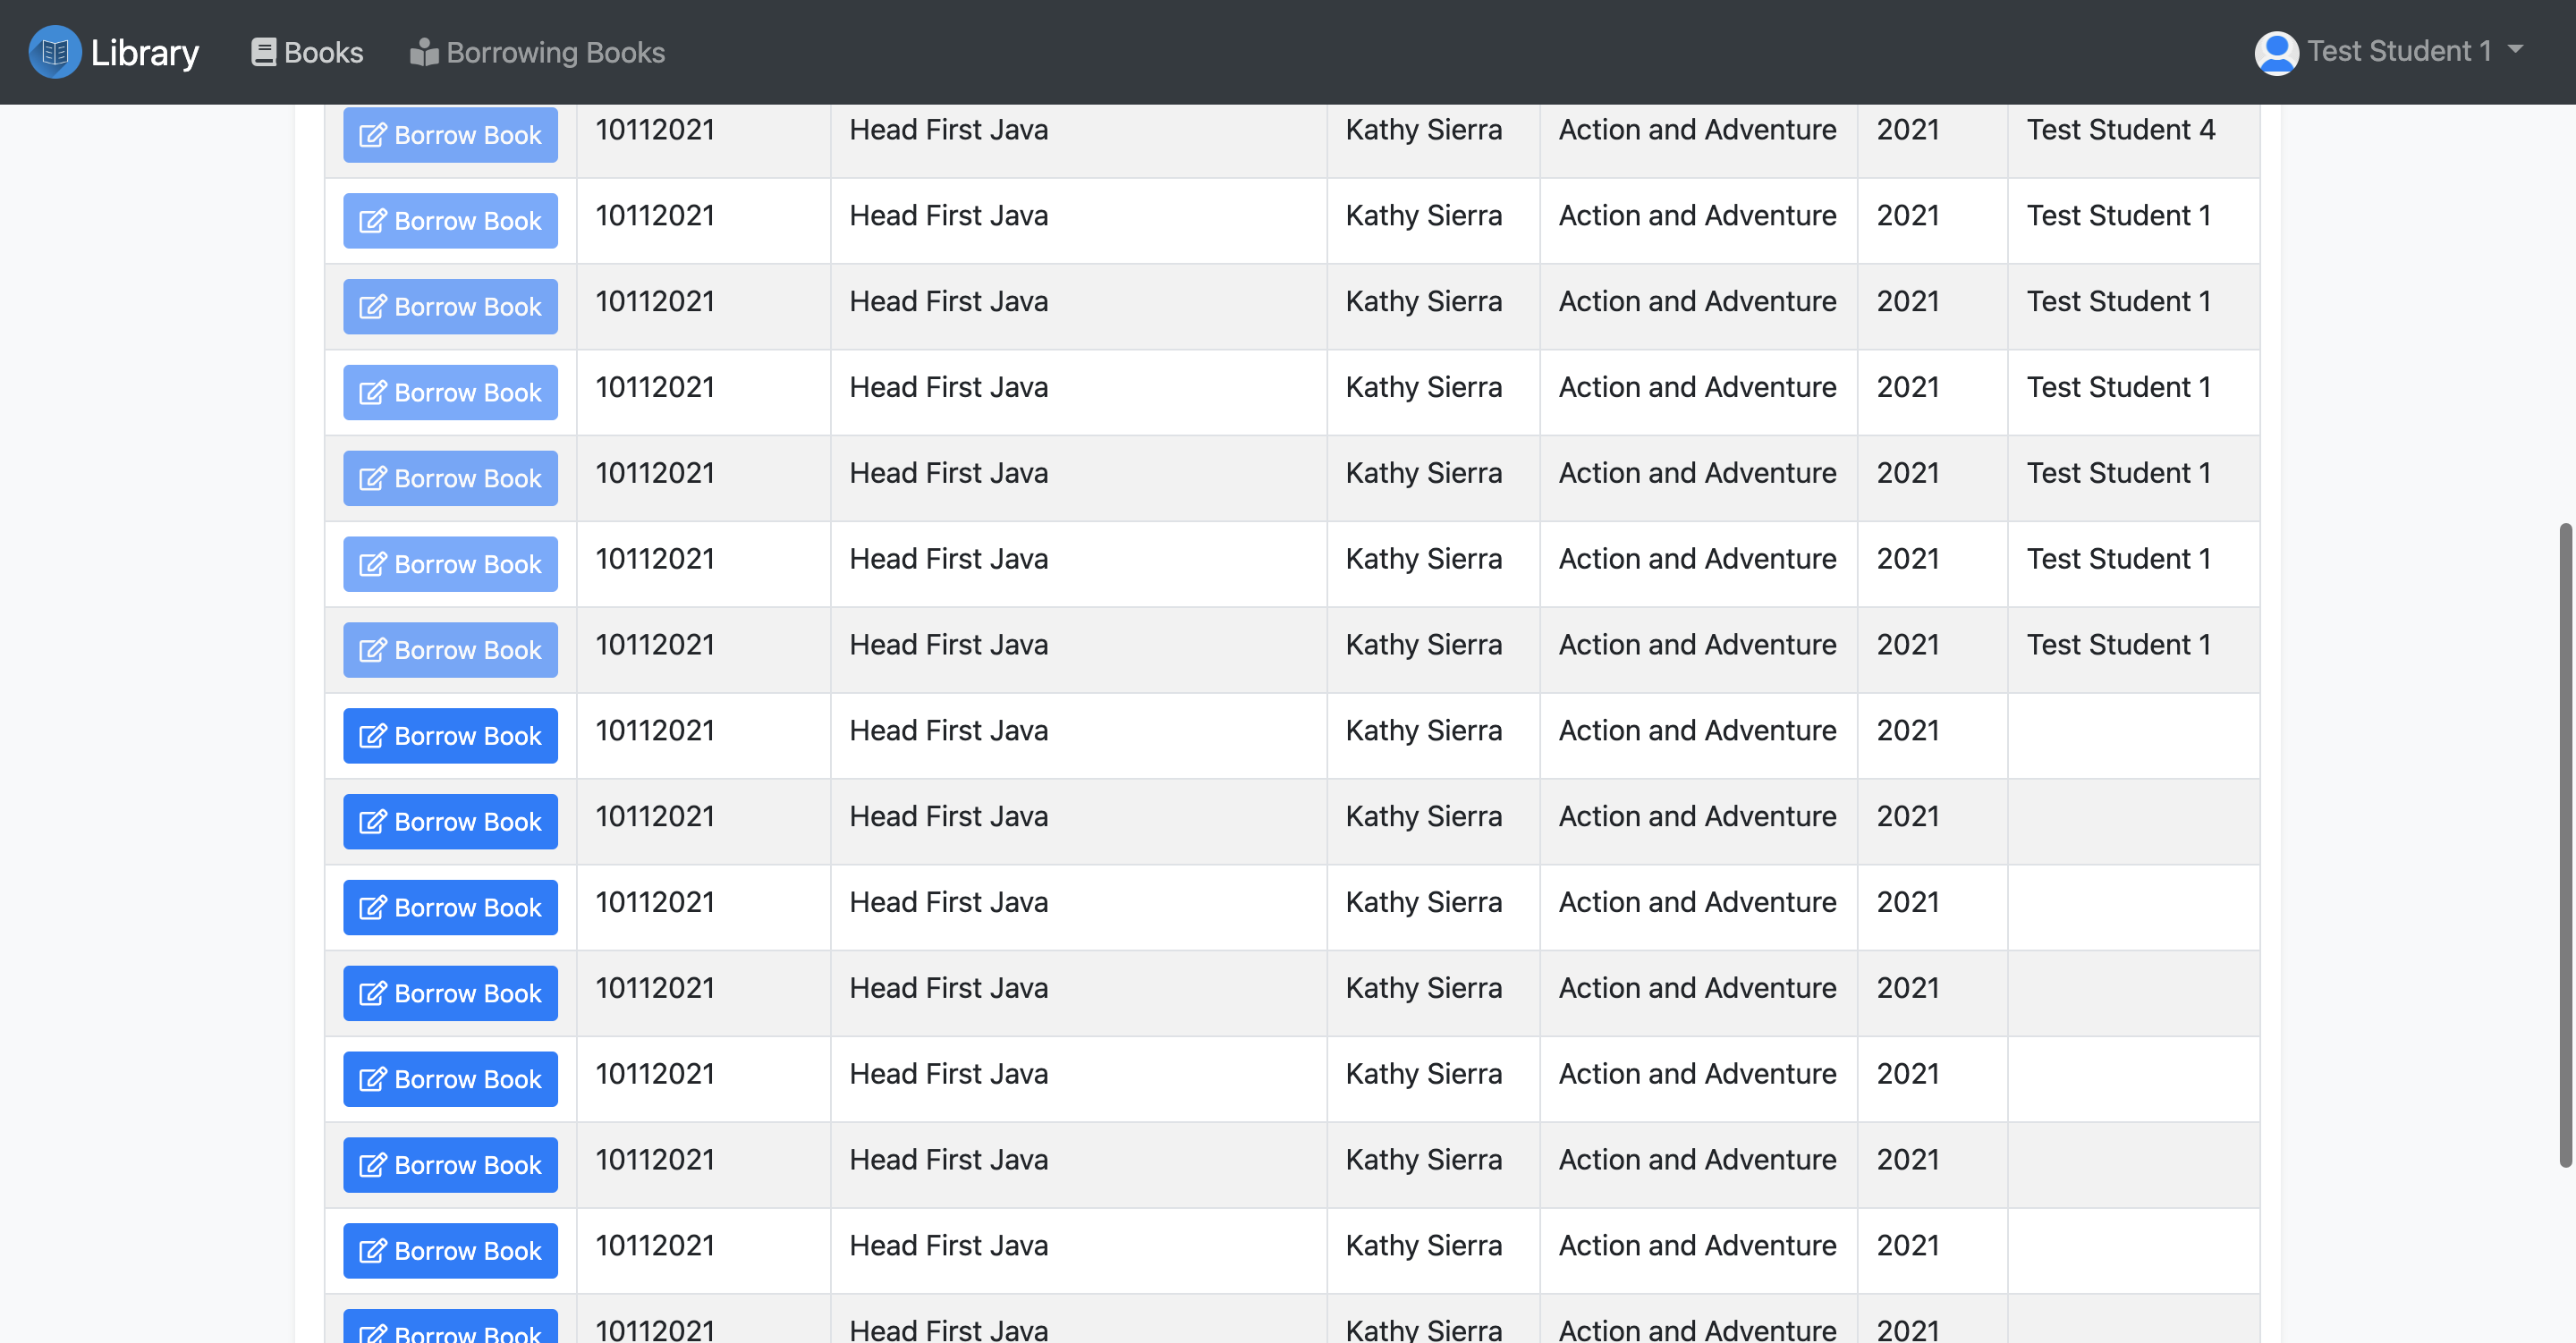 Library Books Borrowing Books Test Student 1
Borrow Book 10112021 Head First Java Kathy Sierra Action and Adventure 2021 Test Student 4
Borrow Book 10112021 Head First Java Kathy Sierra Action and Adventure 2021 Test Student 1
Borrow Book 10112021 Head First Java Kathy Sierra Action and Adventure 2021 Test Student 1
Borrow Book 10112021 Head First Java Kathy Sierra Action and Adventure 2021 Test Student 1
Borrow Book 10112021 Head First Java Kathy Sierra Action and Adventure 2021 Test Student 1
Borrow Book 10112021 Head First Java Kathy Sierra Action and Adventure 2021 Test Student 1
Borrow Book 10112021 Head First Java Kathy Sierra Action and Adventure 2021 Test Student 1
Borrow Book 10112021 Head First Java Kathy Sierra Action and Adventure 2021
Borrow Book 10112021 Head First Java Kathy Sierra Action and Adventure 2021
Borrow Book 10112021 Head First Java Kathy Sierra Action and Adventure 2021
Borrow Book 10112021 Head First Java Kathy Sierra Action and Adventure 2021
Borrow Book 10112021 Head First Java Kathy Sierra Action and Adventure 2021
Borrow Book 10112021 Head First Java Kathy Sierra Action and Adventure 2021
Borrow Book 10112021 Head First Java Kathy Sierra Action and Adventure 2021
Borrow Book 10112021 Head First Java Kathy Sierra Action and Adventure 2021